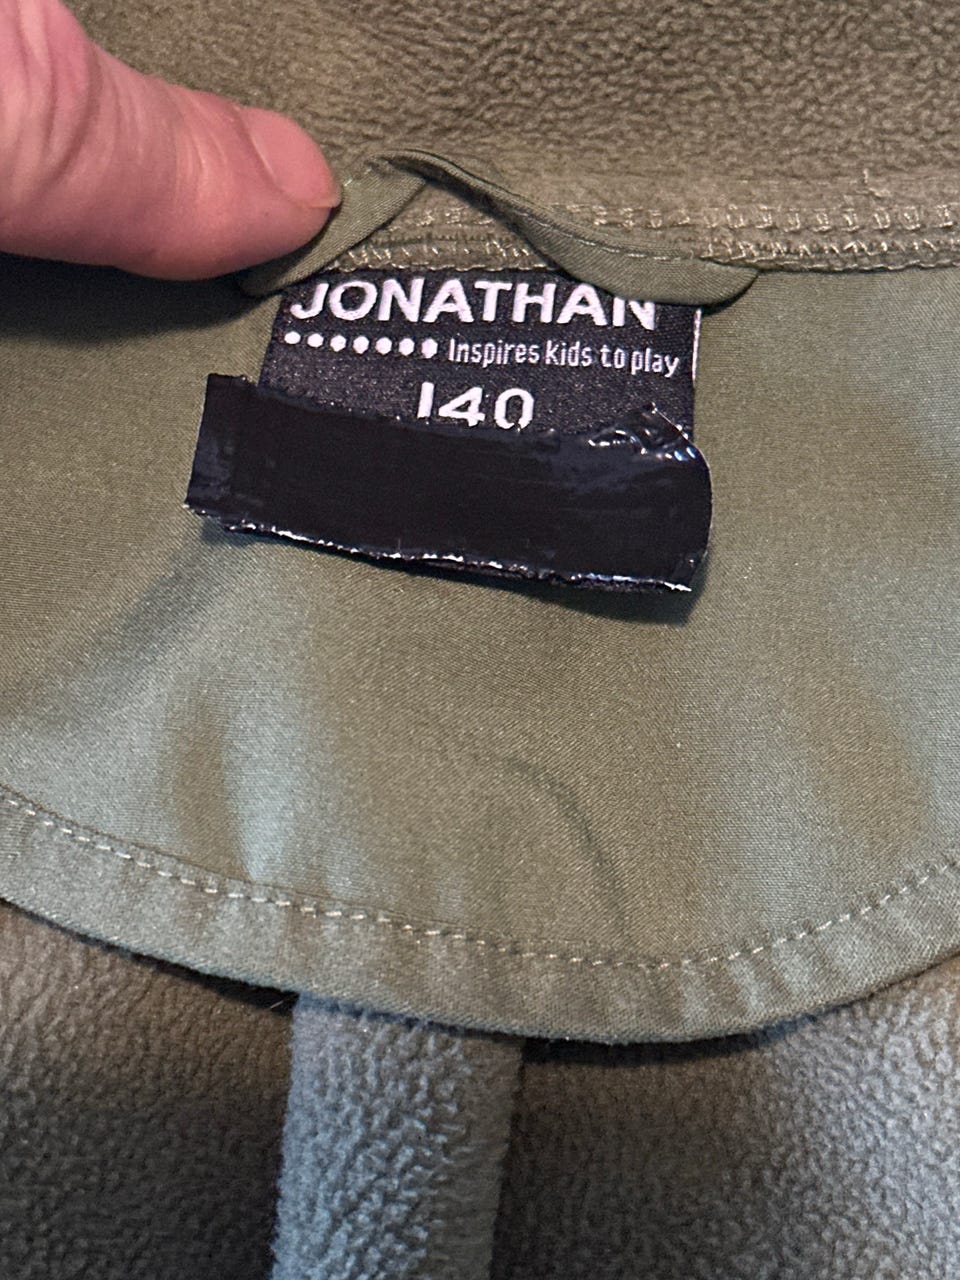 JONATHAN
Inspires kids to play
140